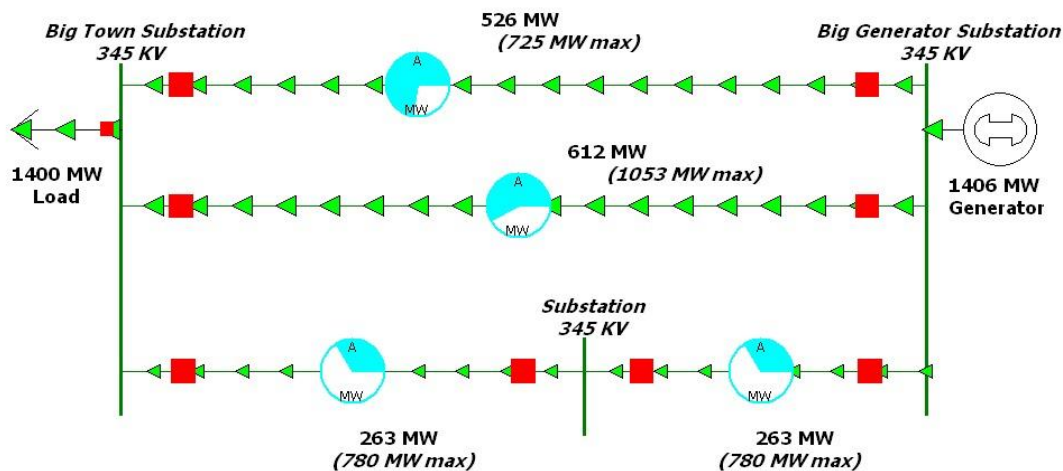 526 MW
(725 MW max)
Big Town Substation
345 KV
Big Generator Substation
345 KV
A
MW
1400 MW
Load
612 MW
(1053 MW max)
A
MW
1406 MW
Generator
Substation
345 KV
A
MW
A
MW
263 MW
(780 MW max)
263 MW
(780 MW max)